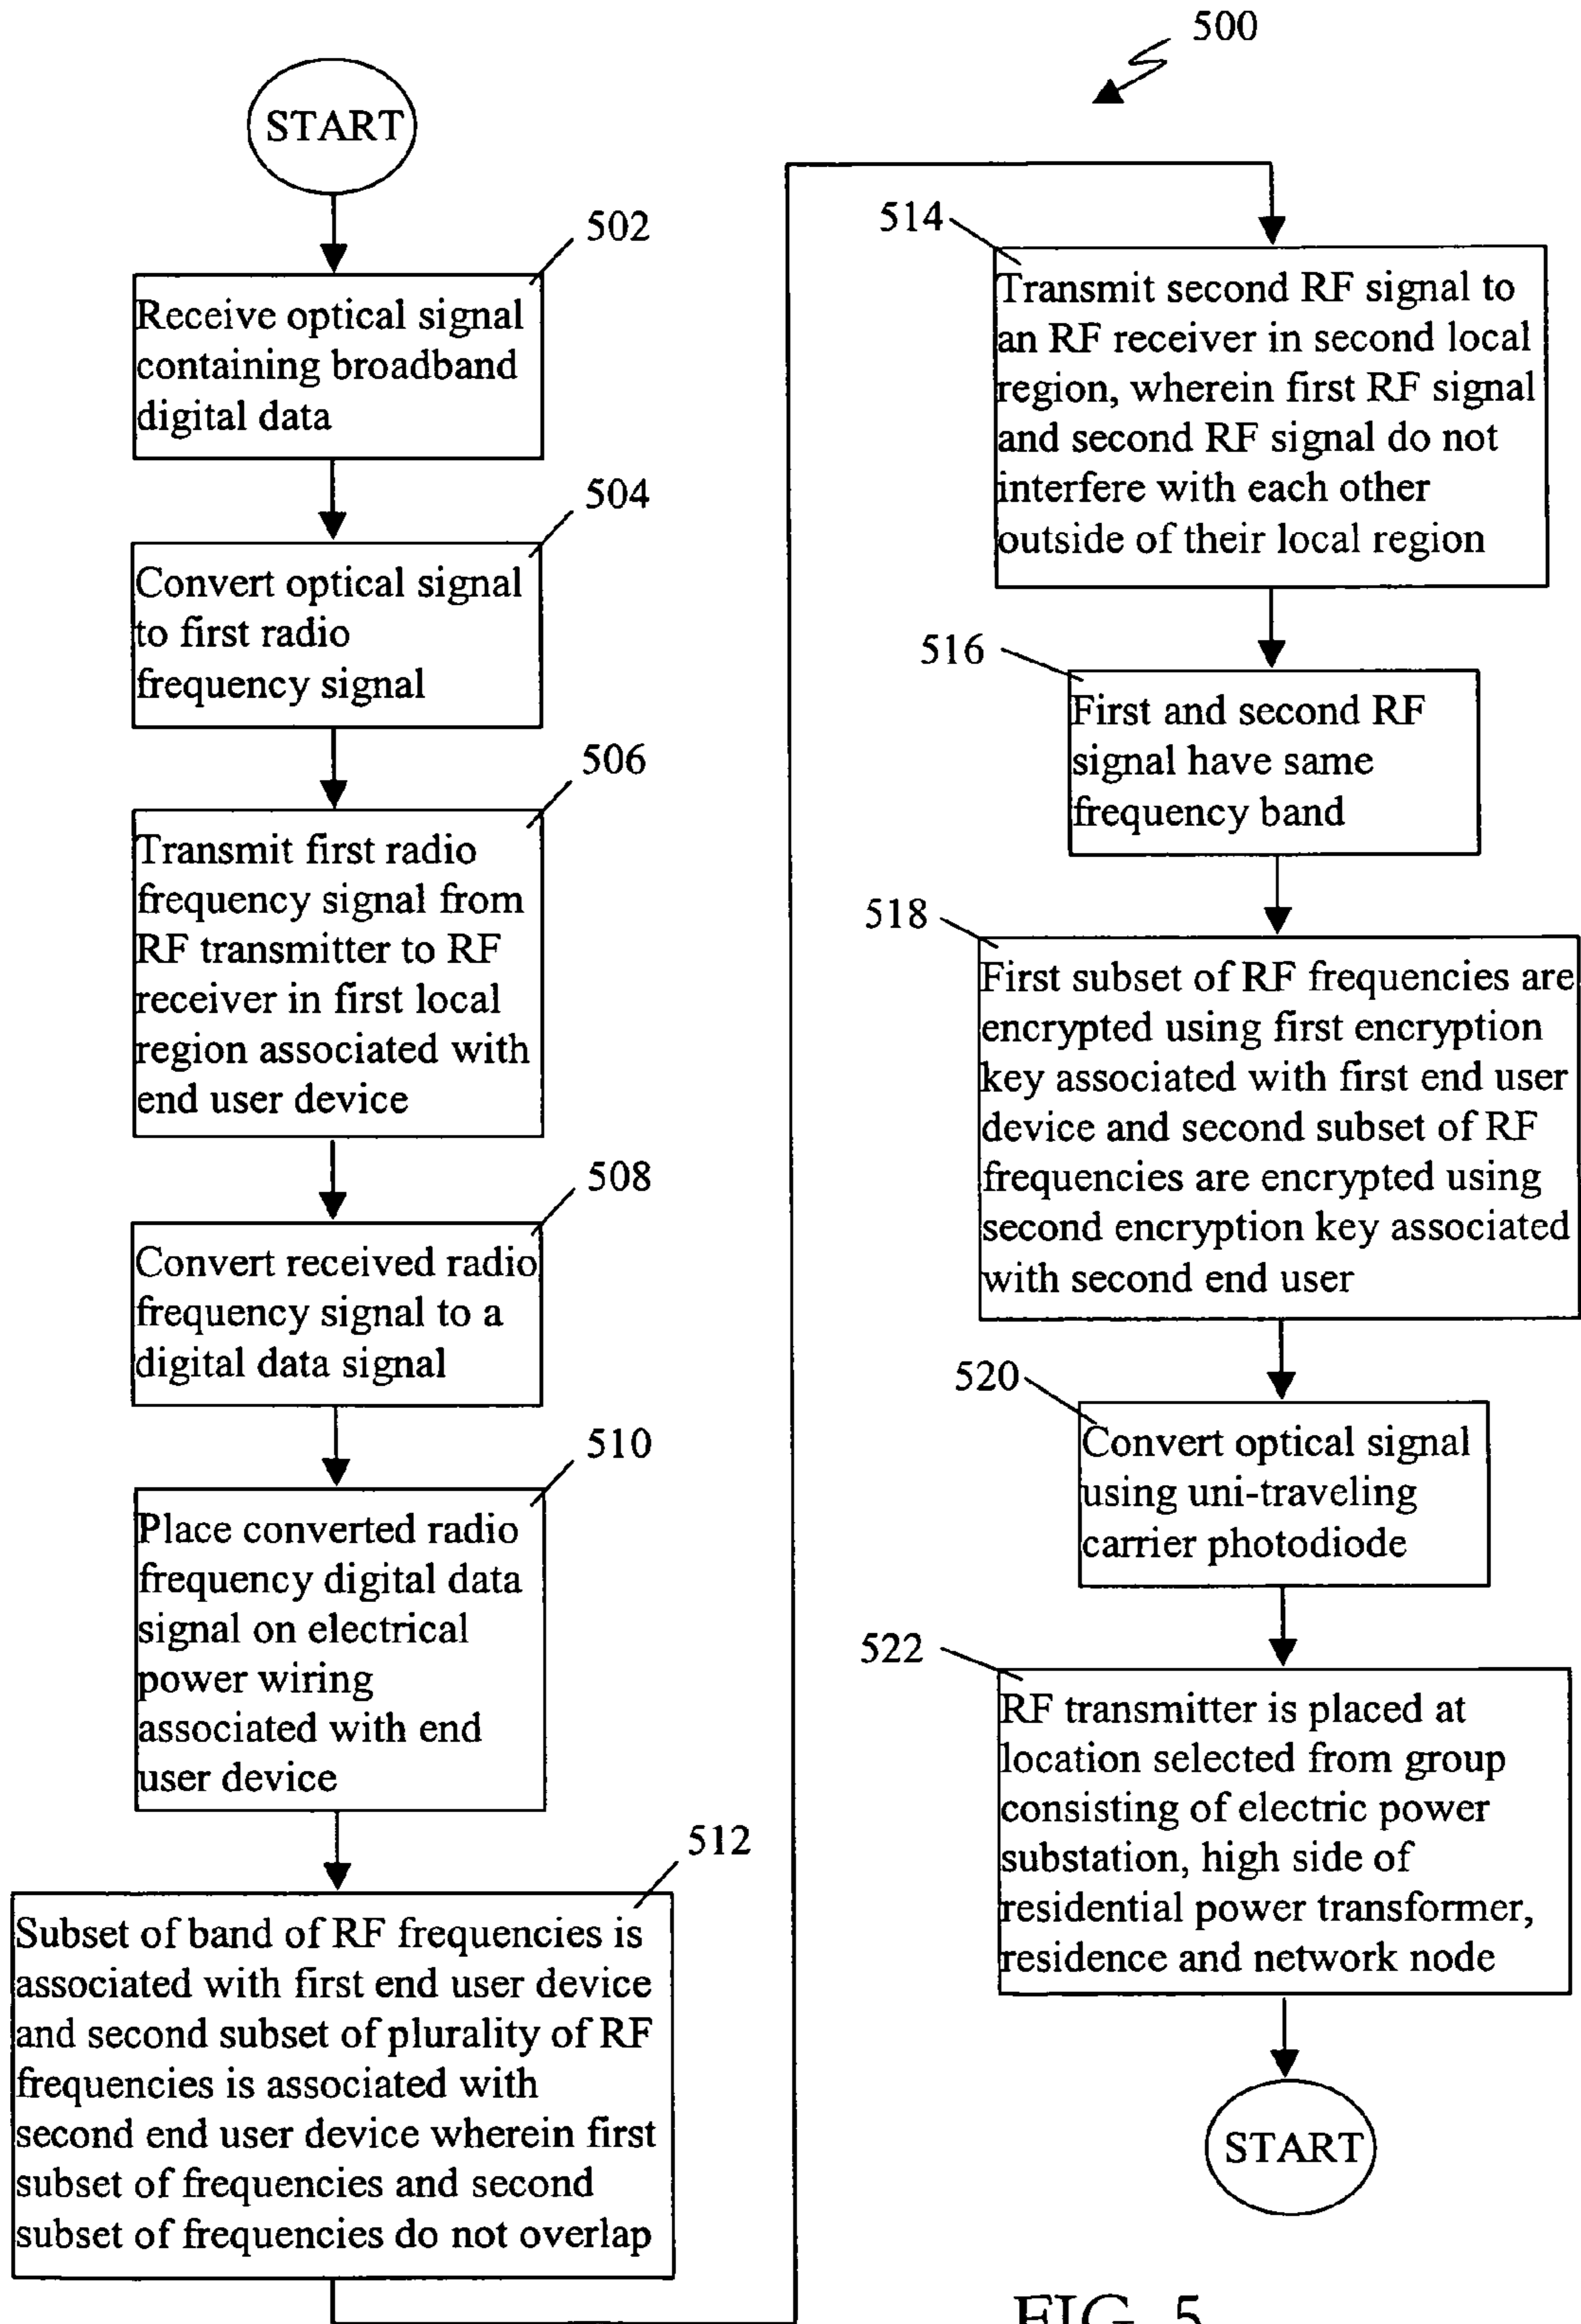 500
START
502
Receive optical signal
containing broadband
digital data
504
Convert optical signal
to first radio
frequency signal
506
Transmit first radio
frequency signal from
RF transmitter to RF
receiver in first local
region associated with
end user device
508
Convert received radio
frequency signal to a
digital data signal
510
Place converted radio
frequency digital data
signal on electrical
power wiring
associated with end
user device
512
Subset of band of RF frequencies is
associated with first end user device
and second subset of plurality of RF
frequencies is associated with
second end user device wherein first
subset of frequencies and second
subset of frequencies do not overlap
514
Transmit second RF signal to
an RF receiver in second local
region, wherein first RF signal
and second RF signal do not
interfere with each other
outside of their local region
516
First and second RF
signal have same
frequency band
518
First subset of RF frequencies are
encrypted using first encryption
key associated with first end user
device and second subset of RF
frequencies are encrypted using
second encryption key associated
with second end user
520
Convert optical signal
using uni-traveling
carrier photodiode
522
RF transmitter is placed at
location selected from group
consisting of electric power
substation, high side of
residential power transformer,
residence and network node
START
FIG. 5